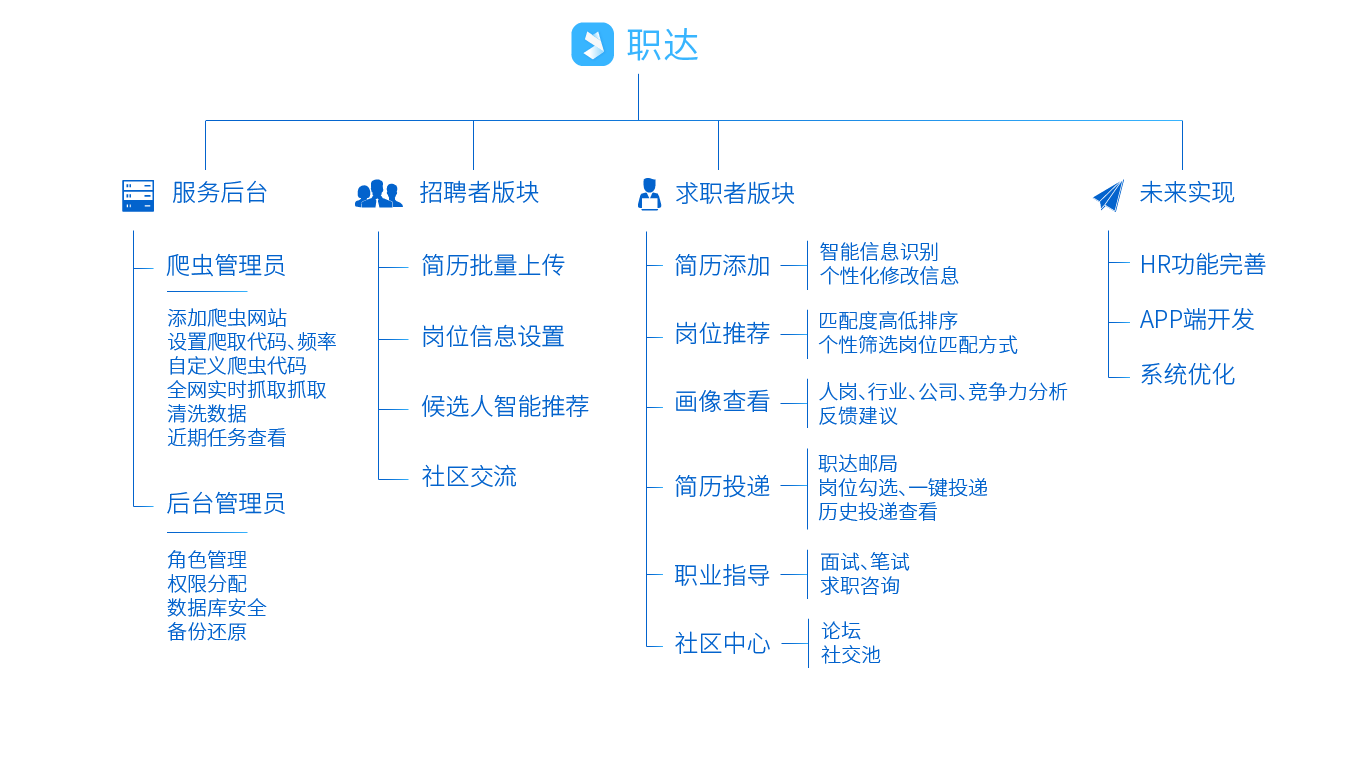 职达
服务后台
爬虫管理员
添加爬虫网站
设置爬取代码、频率
自定义爬虫代码
全网实时抓取抓取
清洗数据
近期任务查看
后台管理员
角色管理
权限分配
数据库安全
备份还原
招聘者版块
简历批量上传
岗位信息设置
候选人智能推荐
社区交流
求职者版块
简历添加
智能信息识别
个性化修改信息
岗位推荐
匹配度高低排序
个性筛选岗位匹配方式
画像查看
人岗、行业、公司、竞争力分析
反馈建议
简历投递
职达邮局
岗位勾选、一键投递
历史投递查看
职业指导
面试、笔试
求职咨询
社区中心
论坛
社交池
未来实现
HR功能完善
APP端开发
系统优化